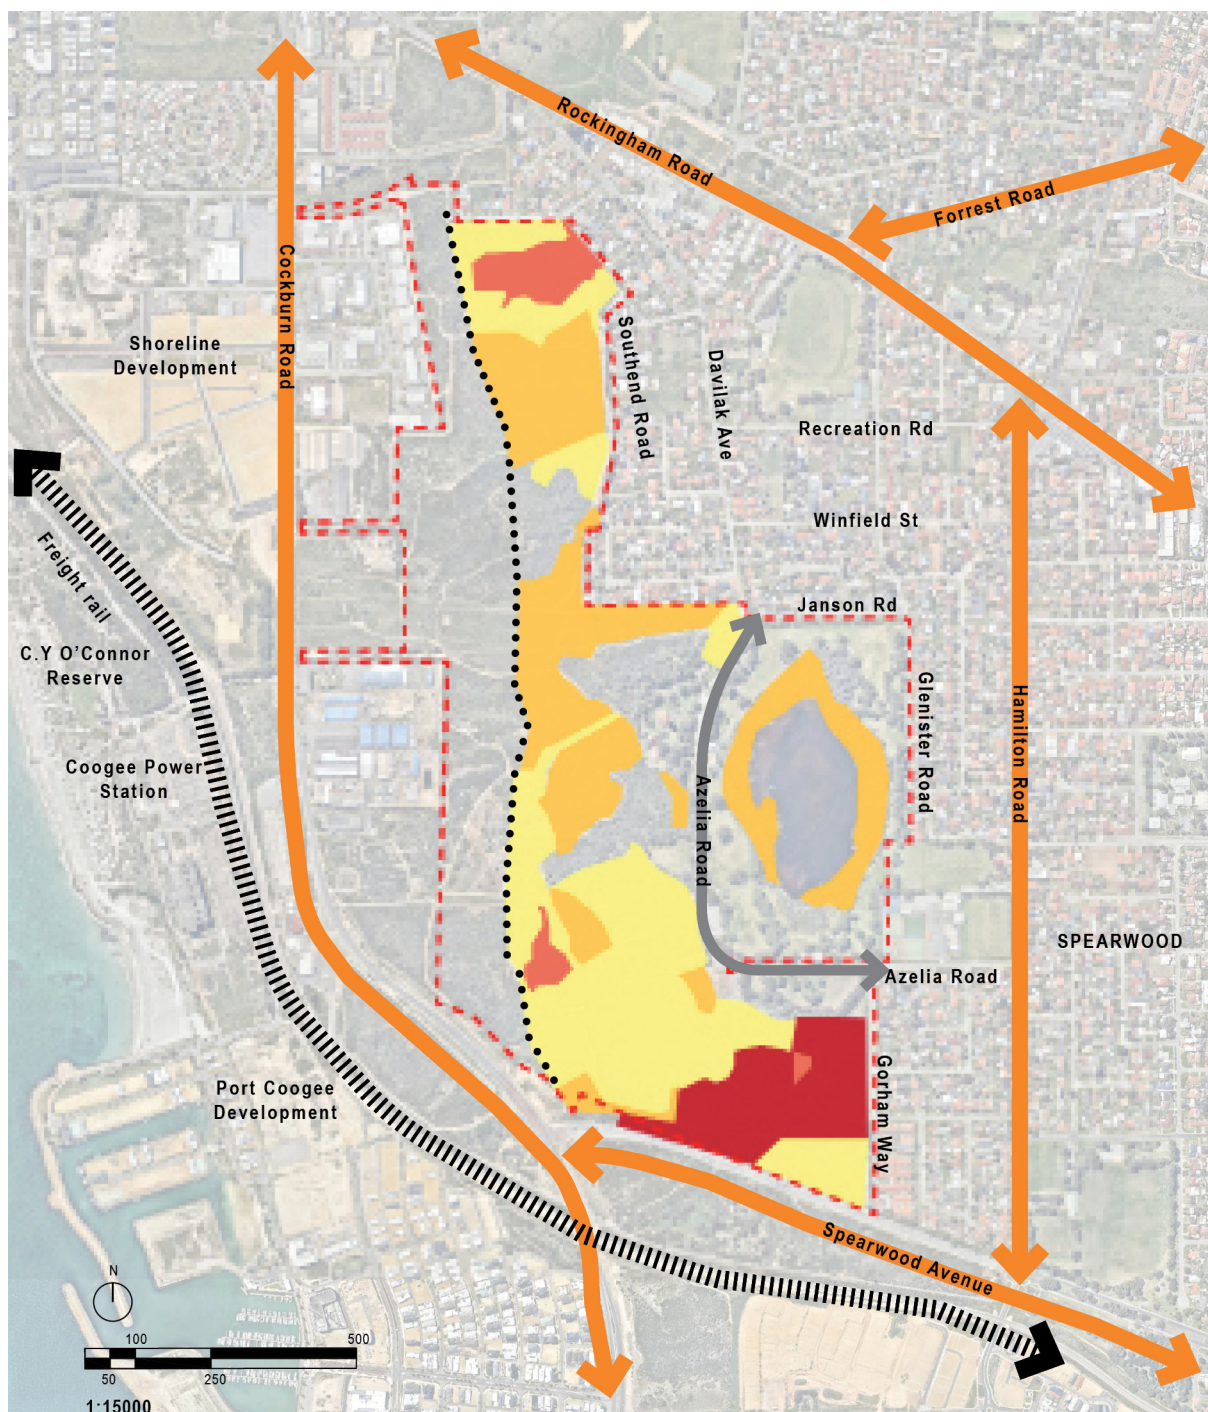 Rockingham Road
Forrest Road
Cockburn Road
Shoreline
Development
Southend Road
Davilak Ave
Recreation Rd
Winfield St
Freight rail
Janson Rd
C.Y O'Connor
Reserve
Glenister Road
Hamilton Road
Coogee Power
Station
Azelia Road
SPEARWOOD
Azelia Road
Port Coogee
Development
Gorham Way
Spearwood Avenue
N
100 500
50 250
1:15000